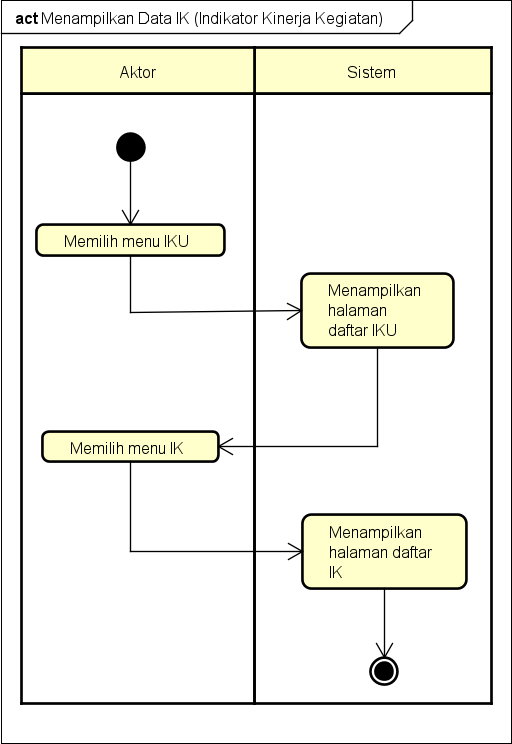 act Menampilkan Data IK (Indikator Kinerja Kegiatan)
Aktor
Sistem
Memilih menu IKU
Menampilkan
halaman
daftar IKU
Memilih menu IK
Menampilkan
halaman daftar
IK